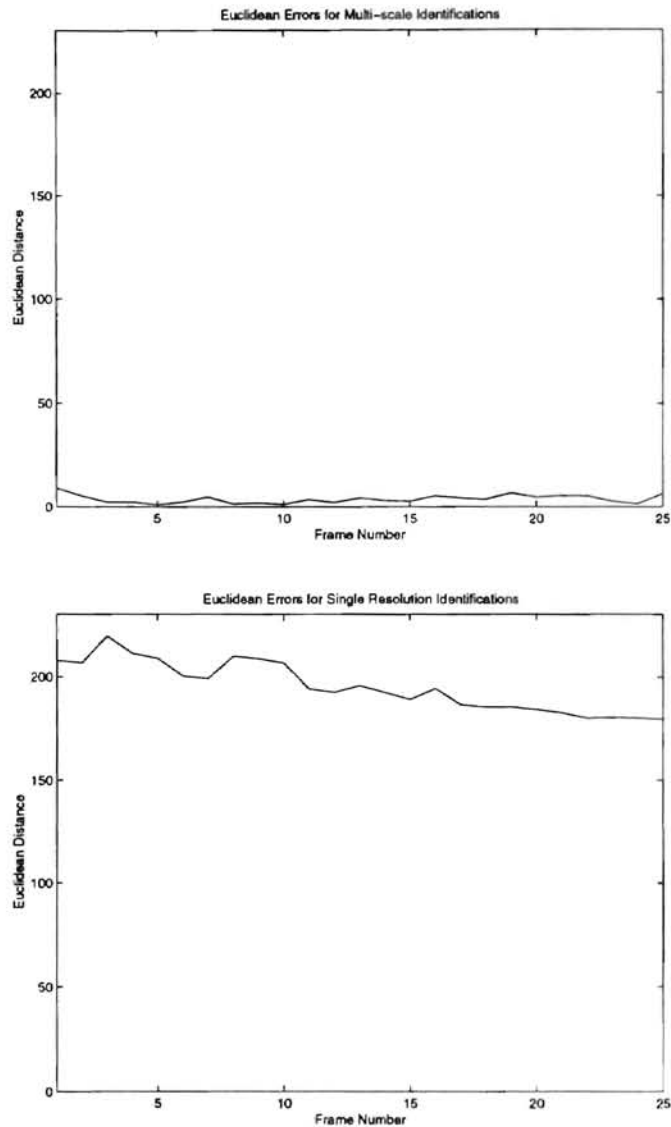 Euclidean Errors for Multi-scale Identifications
200
150
100
50
0
Euclidean Distance
5 10 15 20 25
Frame Number
Euclidean Errors for Single Resolution Identifications
200
150
100
50
0
Euclidean Distance
5 10 15 20 25
Frame Number